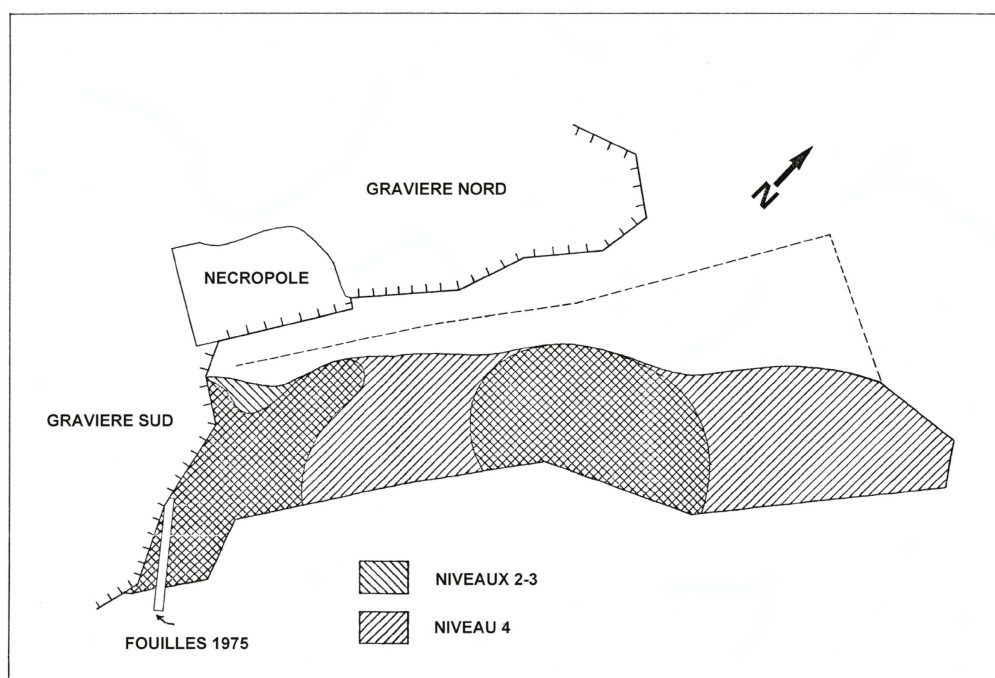 GRAVIERE NORD
N
NECROPOLE
GRAVIERE SUD
NIVEAUX 2-3
NIVEAU 4
FOUILLES 1975